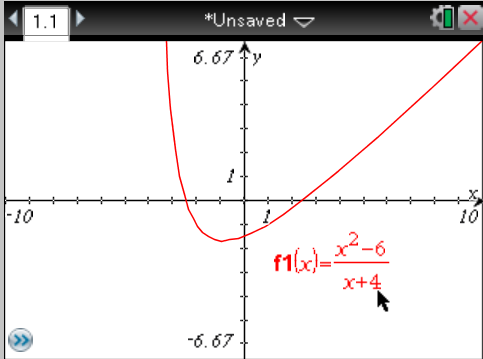 1.1 *Unsaved
6.67 y
1
-10 1 x 10
f1(x)=x²-6
x+4
-6.67